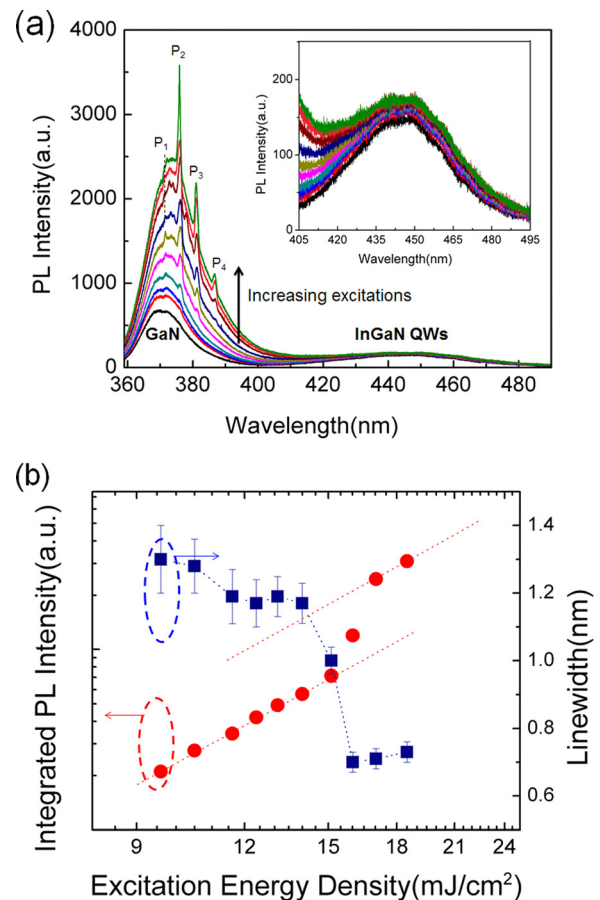 (a)
4000
3000
2000
1000
0
PL Intensity(a.u.)
P1
P2
P3
P4
Increasing excitations
GaN
InGaN QWs
360
380
400
420
440
460
480
Wavelength(nm)
200
100
0
PL Intensity(a.u.)
405
420
435
450
465
480
495
Wavelength(nm)
(b)
Integrated PL Intensity(a.u.)
1.4
1.2
1.0
0.8
0.6
Linewidth(nm)
9
12
15
18
21
24
Excitation Energy Density(mJ/cm²)